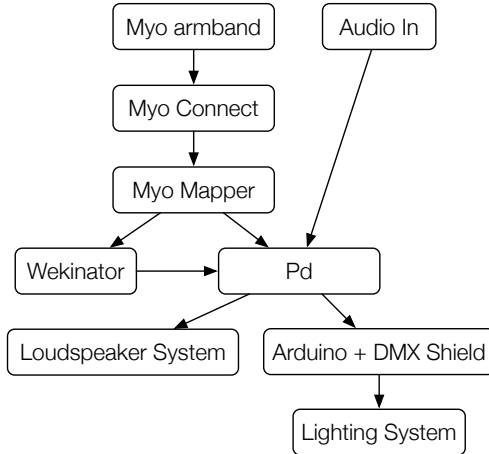 Myo armband
Audio In
Myo Connect
Myo Mapper
Wekinator
Pd
Loudspeaker System
Arduino + DMX Shield
Lighting System